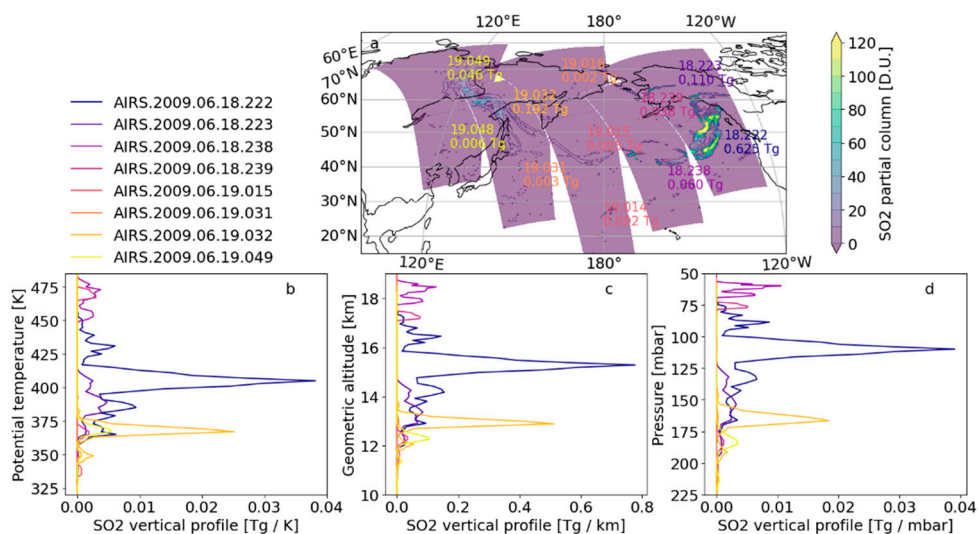 120°E 180° 120°W
60°E
70°N
60°N
50°N
40°N
30°N
20°N
a
19.049
0.046 Tg
19.016
0.002 Tg
18.223
0.110 Tg
19.032
18.222
0.625 Tg
19.048
0.006 Tg
18.238
0.060 Tg
0.003 Tg
19.014
120°E 180° 120°W
120
100
80
60
40
20
0
SO2 partial column [D.U.]
AIRS.2009.06.18.222
AIRS.2009.06.18.223
AIRS.2009.06.18.238
AIRS.2009.06.18.239
AIRS.2009.06.19.015
AIRS.2009.06.19.031
AIRS.2009.06.19.032
AIRS.2009.06.19.049
b
Potential temperature [K]
475
450
425
400
375
350
325
0.00 0.01 0.02 0.03 0.04
SO2 vertical profile [Tg / K]
c
Geometric altitude [km]
18
16
14
12
10
0.0 0.2 0.4 0.6 0.8
SO2 vertical profile [Tg / km]
d
Pressure [mbar]
50
75
100
125
150
175
200
225
0.00 0.01 0.02 0.03 0.04
SO2 vertical profile [Tg / mbar]